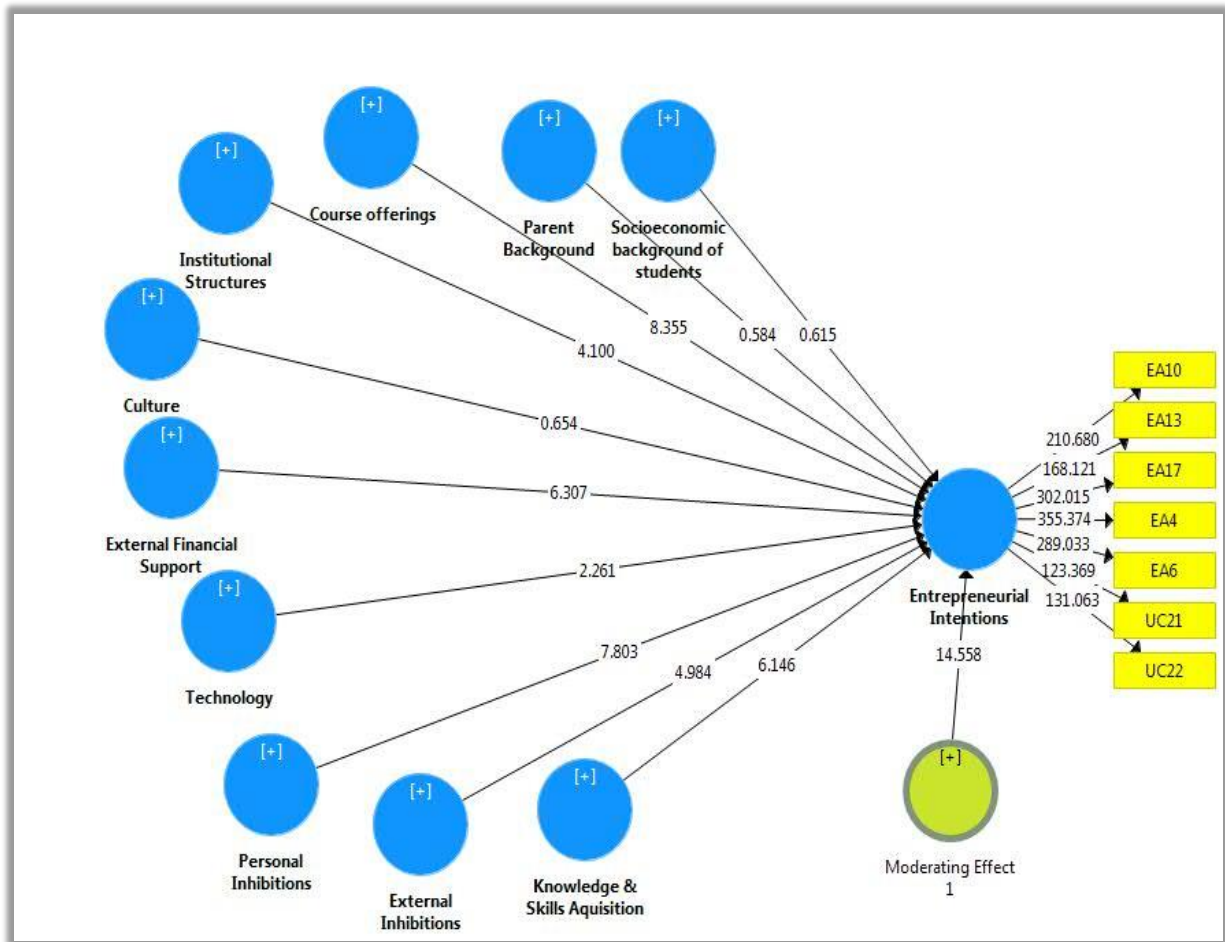 [+]
Course offerings
[+]
Parent
Background
[+]
Socioeconomic
background of
students
[+]
Institutional
Structures
[+]
Culture
[+]
External Financial
Support
[+]
Technology
[+]
Personal
Inhibitions
[+]
External
Inhibitions
[+]
Knowledge &
Skills Aquisition
8.355
0.584
0.615
4.100
0.654
6.307
2.261
7.803
4.984
6.146
14.558
Entrepreneurial
Intentions
[+]
Moderating Effect
1
210.680
168.121
302.015
355.374
289.033
123.369
131.063
EA10
EA13
EA17
EA4
EA6
UC21
UC22